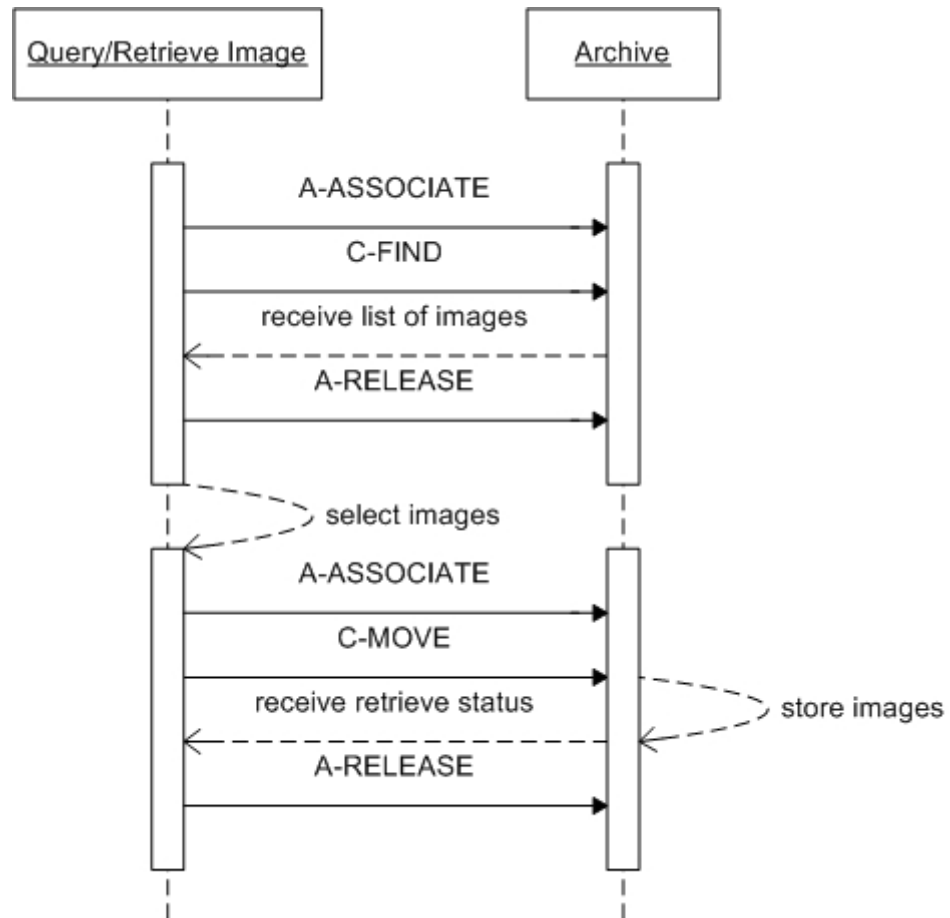 Query/Retrieve Image
Archive
A-ASSOCIATE
C-FIND
receive list of images
A-RELEASE
select images
A-ASSOCIATE
C-MOVE
receive retrieve status
store images
A-RELEASE